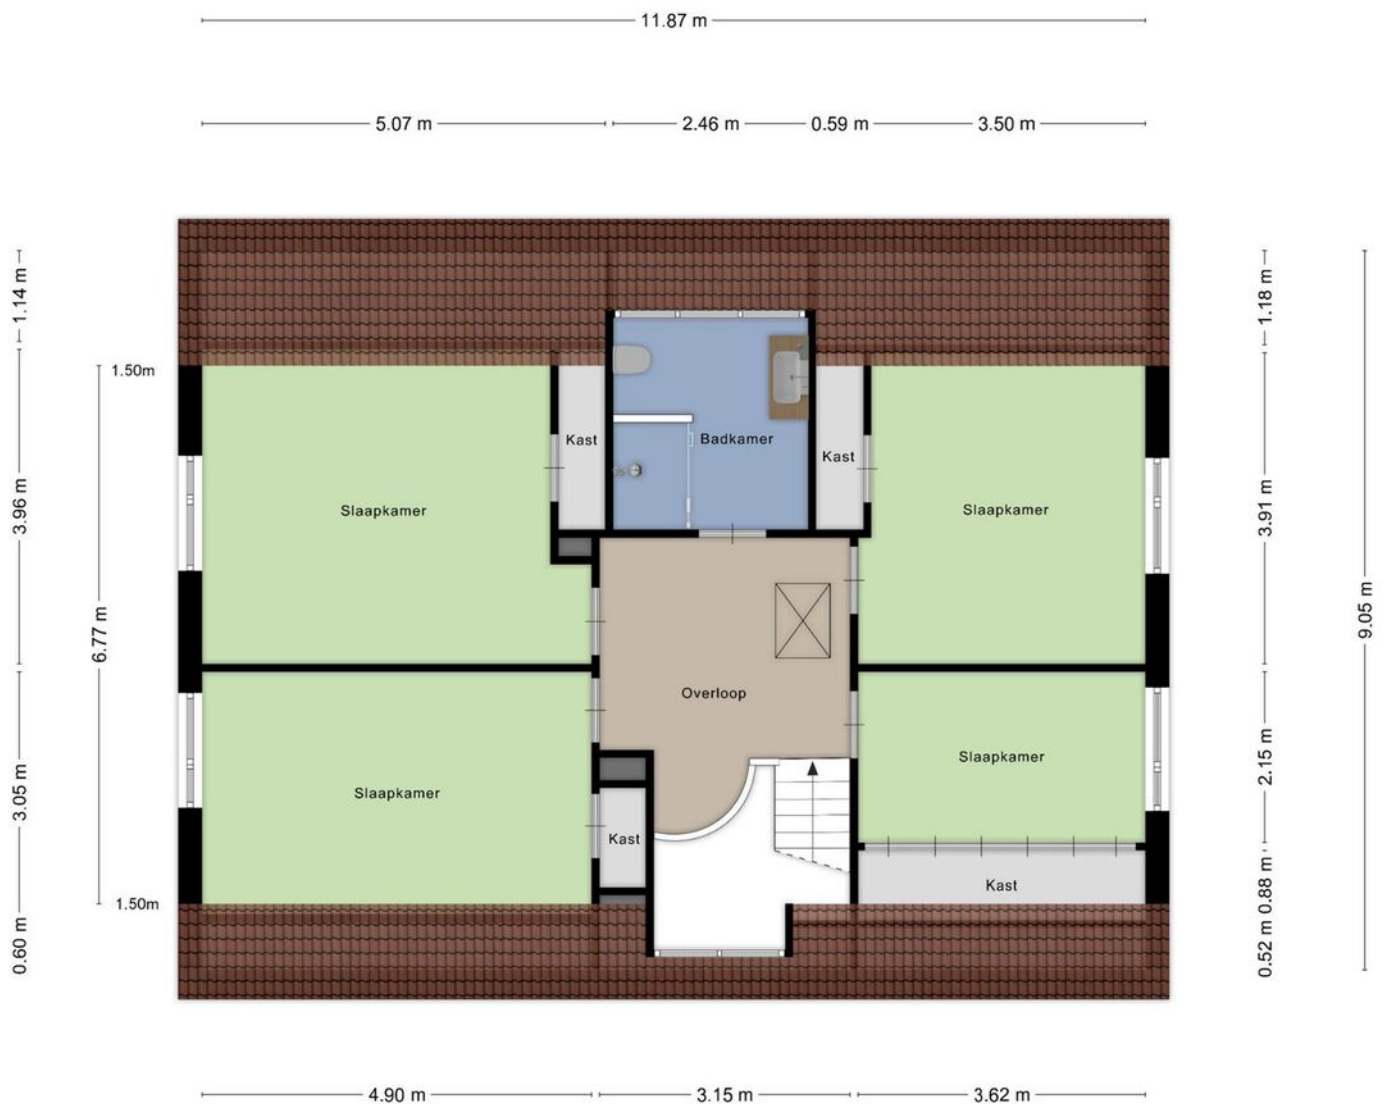 11.87 m
5.07 m 2.46 m 0.59 m 3.50 m
1.14 m
1.18 m
1.50m
Kast
Badkamer
Kast
3.96 m
Slaapkamer
Slaapkamer
3.91 m
6.77 m
9.05 m
Overloop
Slaapkamer
2.15 m
3.05 m
Slaapkamer
Kast
Kast
0.88 m
1.50m
0.60 m
0.52 m
4.90 m 3.15 m 3.62 m